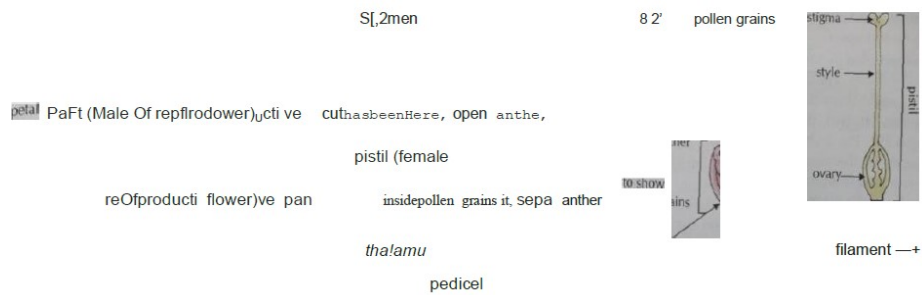 S[,2men 8 2' pollen grains
stigma
style
pistil
petal PaFt (Male Of repflrodower)Ucti ve cuthasbeenHere, open anthe,
pistil (female
ovary
to show
reOfproducti flower)ve pan insidepollen grains it, sepa anther
ains
tha!amu filament —+
pedicel